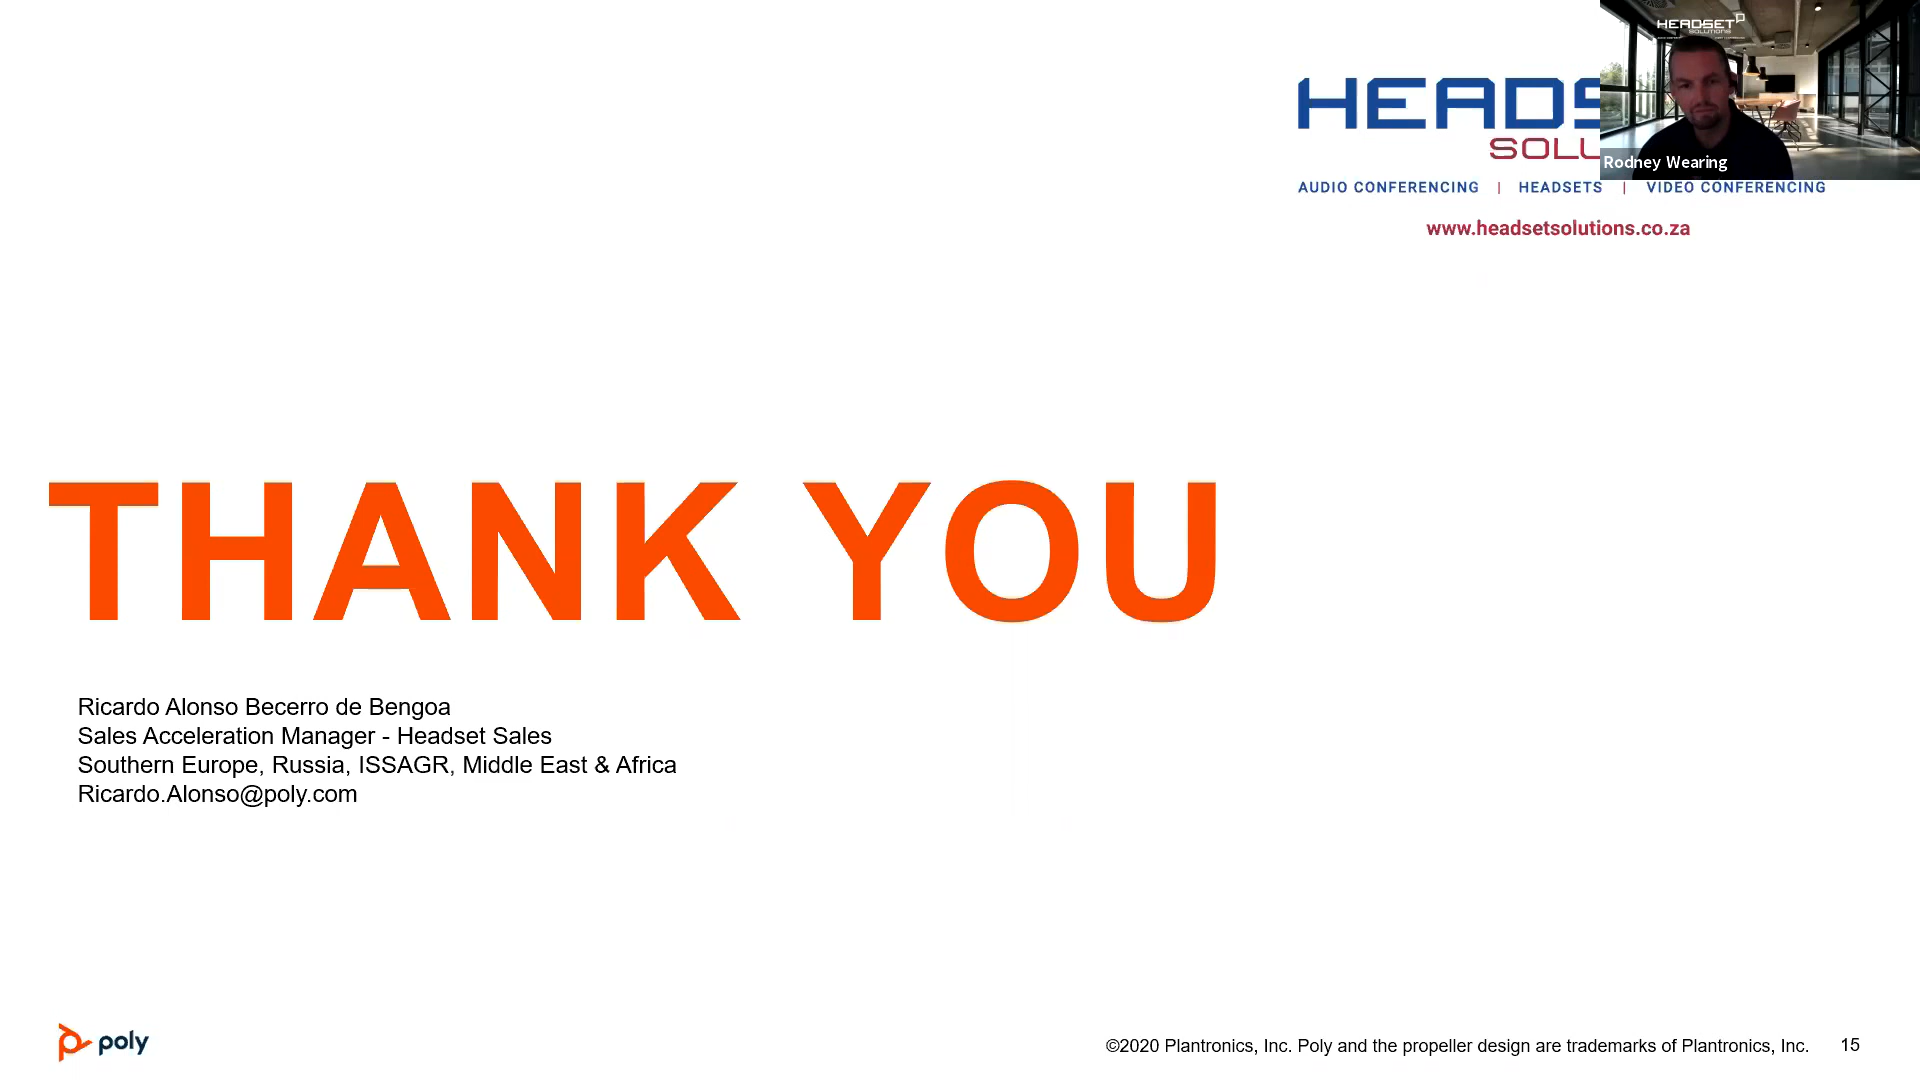 HEADSET
SOLUTIONS
HEADS
SOLU
Rodney Wearing
AUDIO CONFERENCING | HEADSETS | VIDEO CONFERENCING
www.headsetsolutions.co.za
THANK YOU
Ricardo Alonso Becerro de Bengoa
Sales Acceleration Manager - Headset Sales
Southern Europe, Russia, ISSAGR, Middle East & Africa
Ricardo.Alonso@poly.com
poly
©2020 Plantronics, Inc. Poly and the propeller design are trademarks of Plantronics, Inc.
15